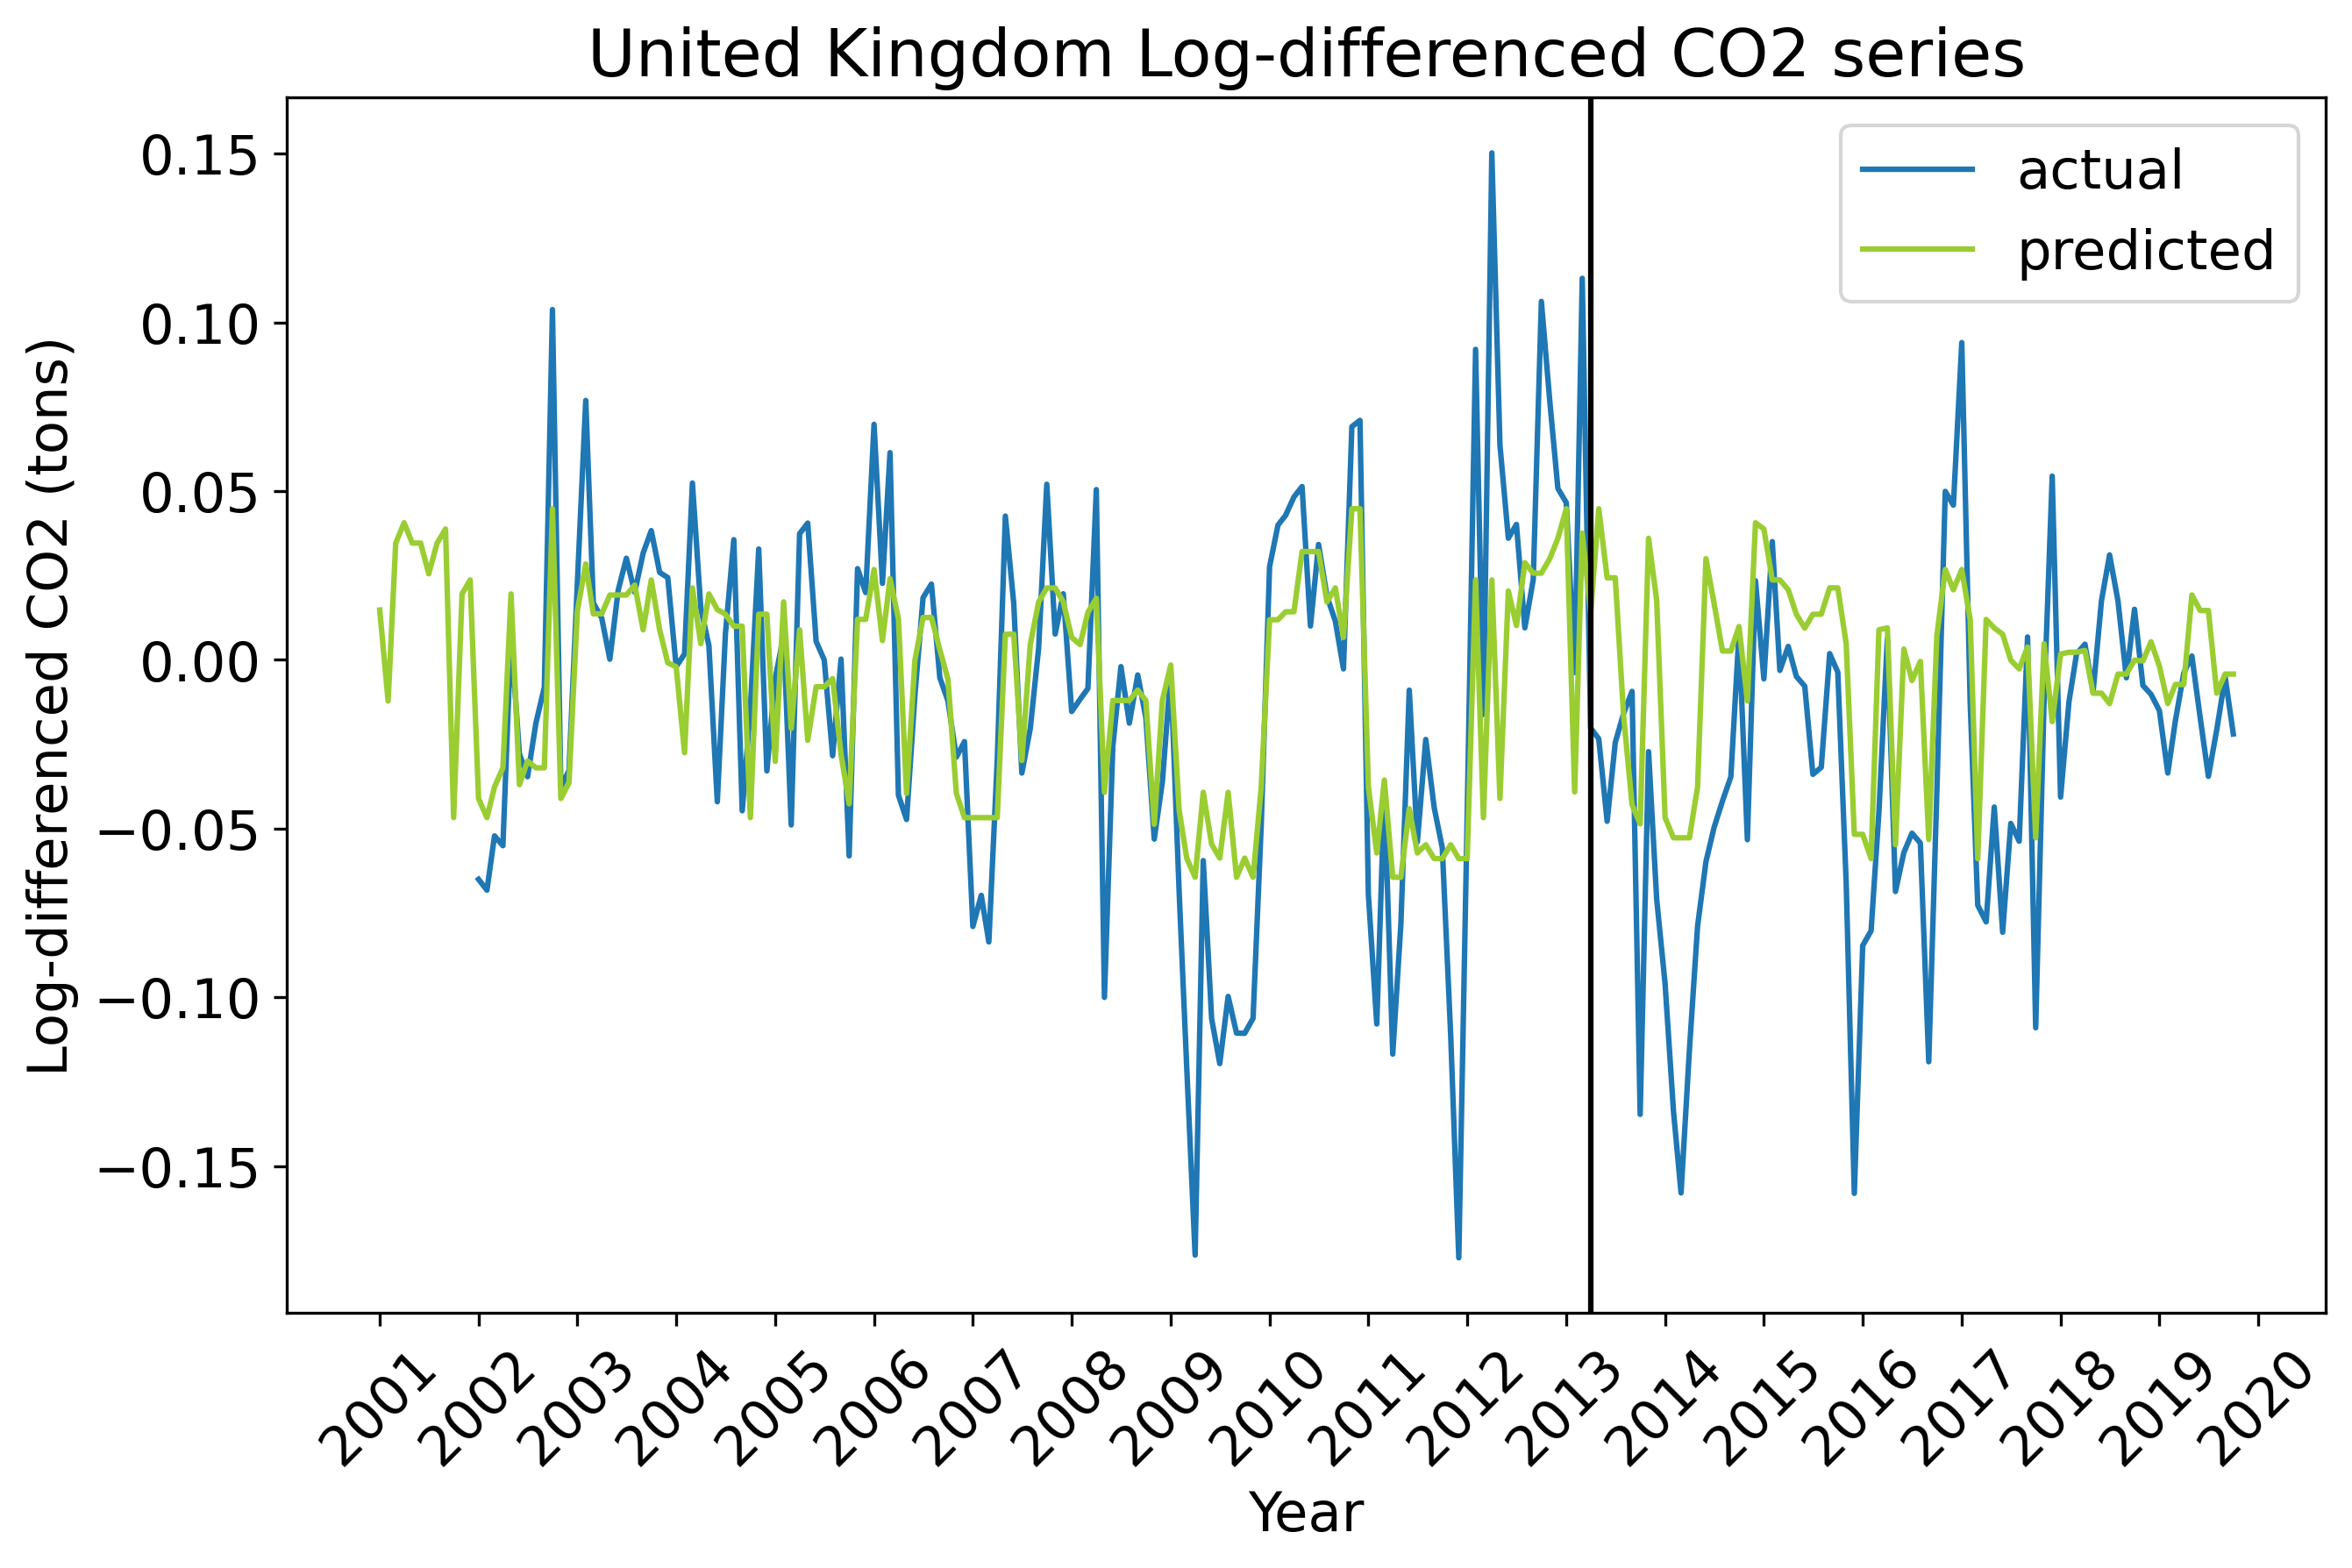 United Kingdom Log-differenced CO2 series
actual
predicted
Log-differenced CO2 (tons)
0.15
0.10
0.05
0.00
−0.05
−0.10
−0.15
2001 2002 2003 2004 2005 2006 2007 2008 2009 2010 2011 2012 2013 2014 2015 2016 2017 2018 2019 2020
Year